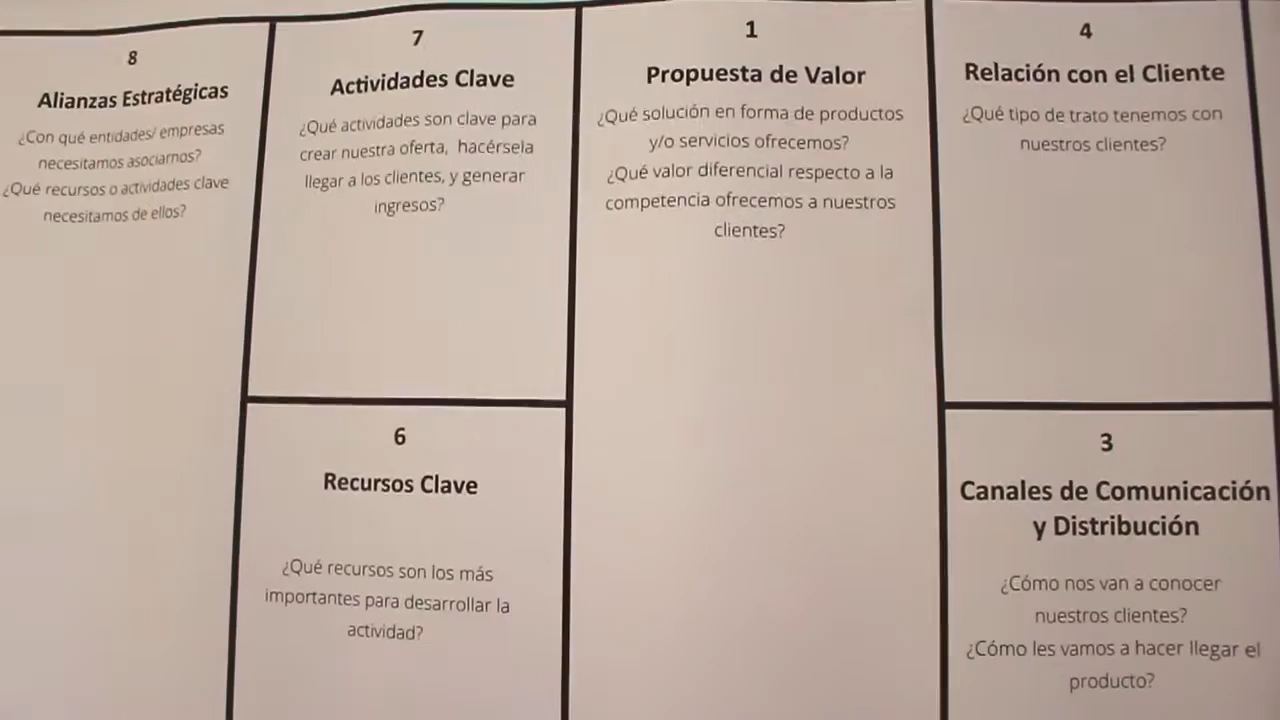 8
Alianzas Estratégicas
¿Con qué entidades/ empresas
necesitamos asociarnos?
¿Qué recursos o actividades clave
necesitamos de ellos?
7
Actividades Clave
¿Qué actividades son clave para
crear nuestra oferta, hacérsela
llegar a los clientes, y generar
ingresos?
6
Recursos Clave
¿Qué recursos son los más
importantes para desarrollar la
actividad?
1
Propuesta de Valor
¿Qué solución en forma de productos
y/o servicios ofrecemos?
¿Qué valor diferencial respecto a la
competencia ofrecemos a nuestros
clientes?
4
Relación con el Cliente
¿Qué tipo de trato tenemos con
nuestros clientes?
3
Canales de Comunicación
y Distribución
¿Cómo nos van a conocer
nuestros clientes?
¿Cómo les vamos a hacer llegar el
producto?